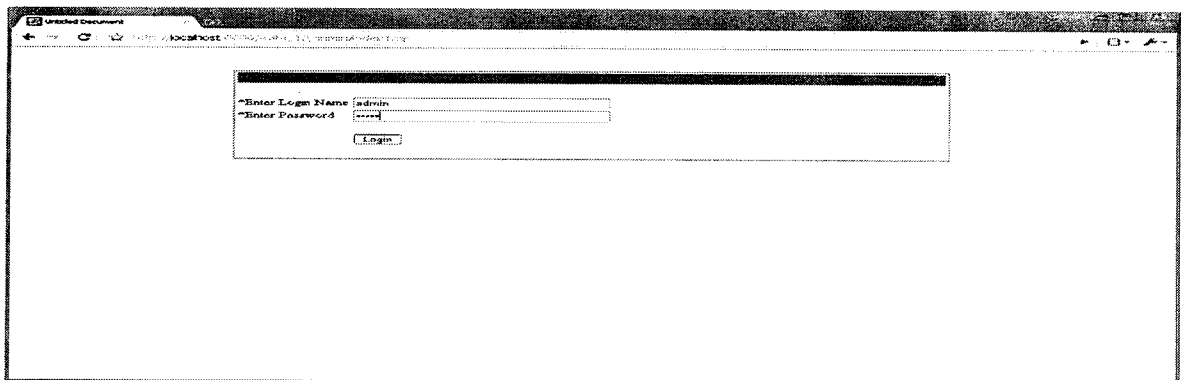 Untitled Document
localhost
*Enter Login Name admin
*Enter Password •••••
Login